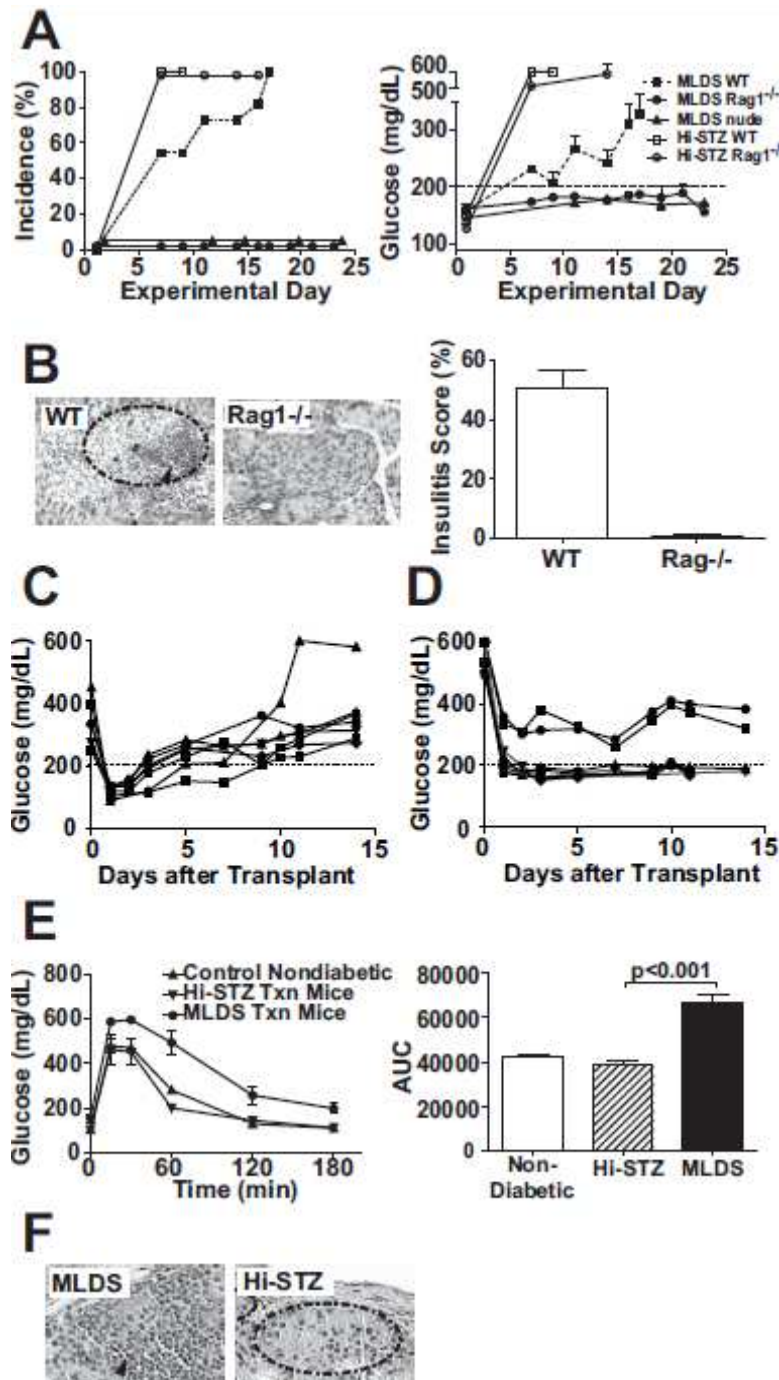 A
Incidence (%)
100
80
60
40
20
0
0 5 10 15 20 25
Experimental Day
Glucose (mg/dL)
600
500
300
200
100
0 5 10 15 20 25
Experimental Day
MLDS WT
MLDS Rag1-/-
MLDS nude
Hi-STZ WT
Hi-STZ Rag1-/
B
WT
Rag1-/-
Insulitis Score (%)
60
40
20
0
WT Rag-/-
C
Glucose (mg/dL)
600
400
200
0
0 5 10 15
Days after Transplant
D
Glucose (mg/dL)
600
400
200
0
0 5 10 15
Days after Transplant
E
Glucose (mg/dL)
800
600
400
200
0 60 120 180
Time (min)
Control Nondiabetic
Hi-STZ Txn Mice
MLDS Txn Mice
AUC
80000
60000
40000
20000
0
p<0.001
Non-
Diabetic
Hi-STZ
MLDS
F
MLDS
Hi-STZ